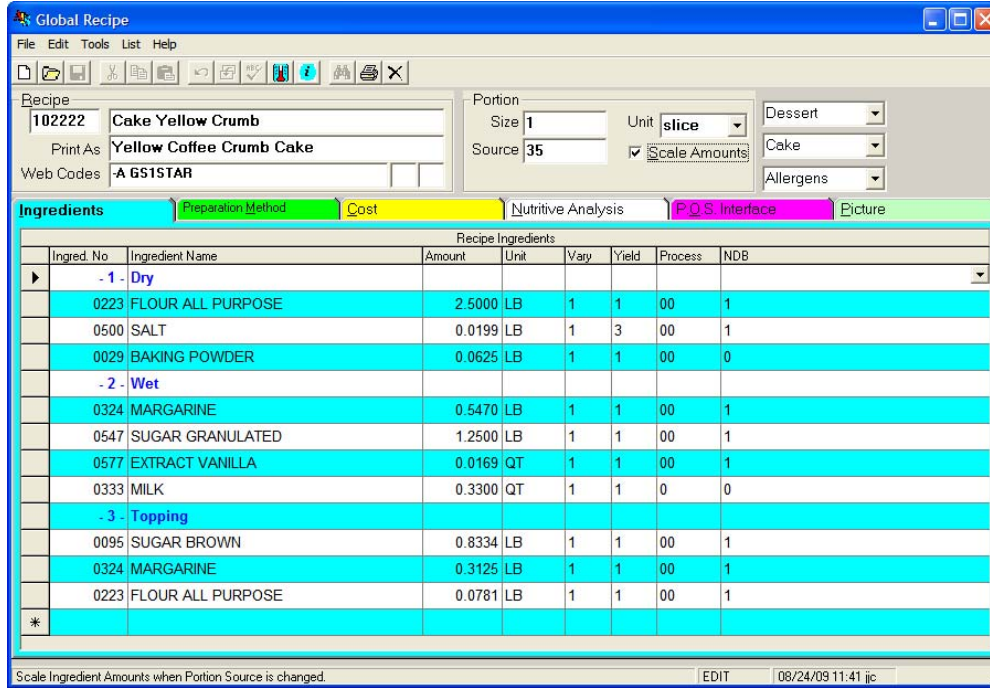 Global Recipe
File Edit Tools List Help
Recipe
102222 Cake Yellow Crumb
Print As Yellow Coffee Crumb Cake
Web Codes -A GS1STAR
Portion
Size 1 Unit slice
Source 35 Scale Amounts
Dessert
Cake
Allergens
Ingredients Preparation Method Cost Nutritive Analysis P.O.S. Interface Picture
Recipe Ingredients
Ingred. No Ingredient Name Amount Unit Vary Yield Process NDB
- 1 - Dry
0223 FLOUR ALL PURPOSE 2.5000 LB 1 1 00 1
0500 SALT 0.0199 LB 1 3 00 1
0029 BAKING POWDER 0.0625 LB 1 1 00 0
- 2 - Wet
0324 MARGARINE 0.5470 LB 1 1 00 1
0547 SUGAR GRANULATED 1.2500 LB 1 1 00 1
0577 EXTRACT VANILLA 0.0169 QT 1 1 00 1
0333 MILK 0.3300 QT 1 1 0 0
- 3 - Topping
0095 SUGAR BROWN 0.8334 LB 1 1 00 1
0324 MARGARINE 0.3125 LB 1 1 00 1
0223 FLOUR ALL PURPOSE 0.0781 LB 1 1 00 1
Scale Ingredient Amounts when Portion Source is changed. EDIT 08/24/09 11:41 jjc